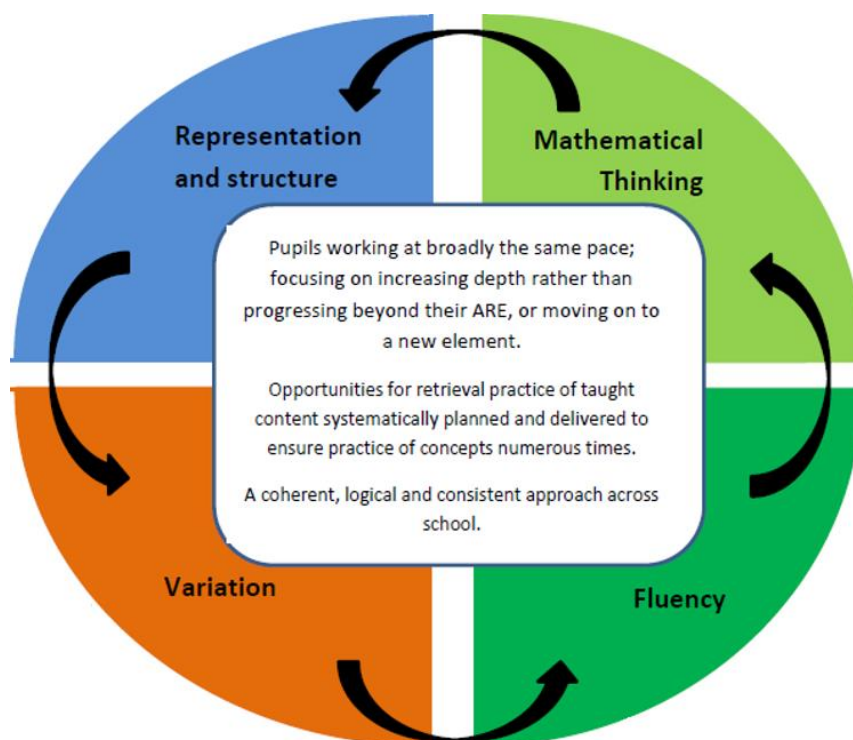 Representation
and structure
Mathematical
Thinking
Pupils working at broadly the same pace;
focusing on increasing depth rather than
progressing beyond their ARE, or moving on to
a new element.
Opportunities for retrieval practice of taught
content systematically planned and delivered to
ensure practice of concepts numerous times.
A coherent, logical and consistent approach across
school.
Variation
Fluency